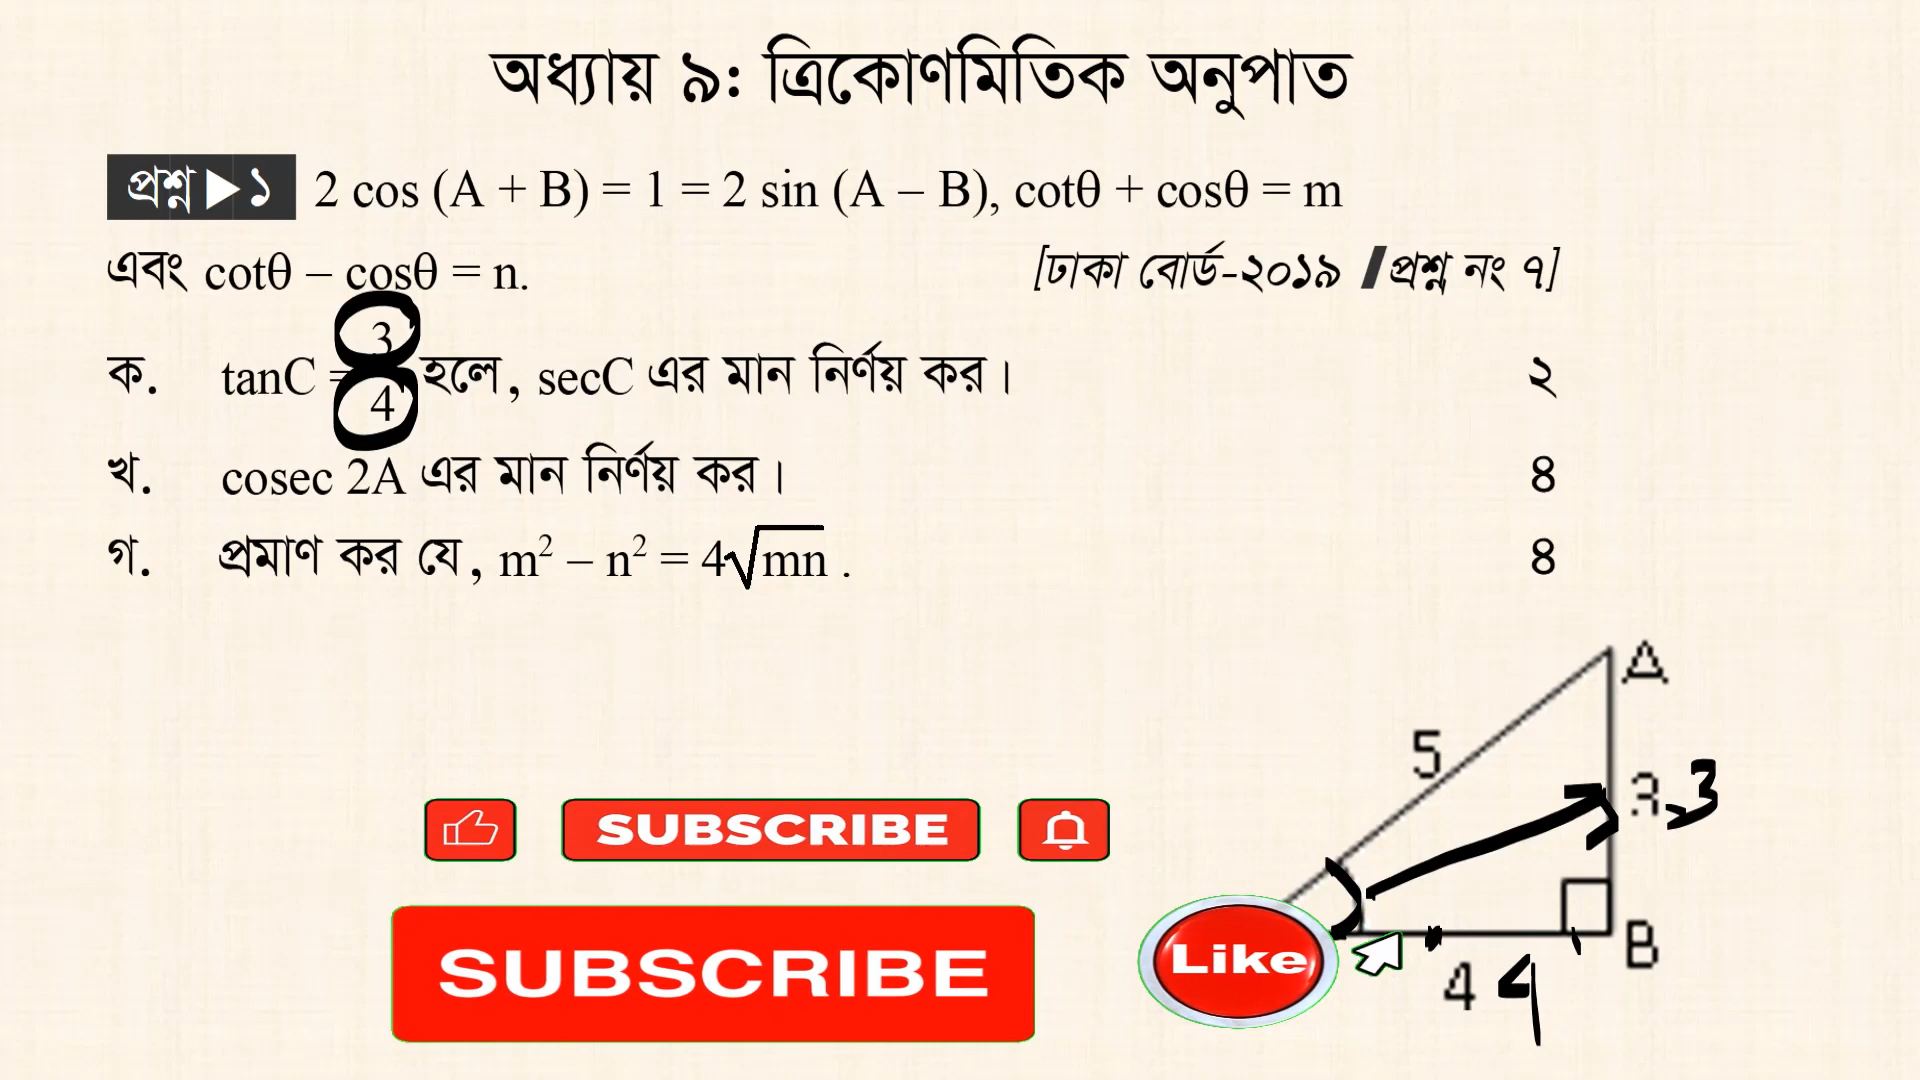 অধ্যায় ৯: ত্রিকোণমিতিক অনুপাত
প্রশ্ন▶১ 2 cos (A + B) = 1 = 2 sin (A – B), cotθ + cosθ = m
এবং cotθ – cosθ = n. [ঢাকা বোর্ড-২০১৯ ▮প্রশ্ন নং ৭]
ক. tanC = 3/4 হলে, secC এর মান নির্ণয় কর। ২
খ. cosec 2A এর মান নির্ণয় কর। ৪
গ. প্রমাণ কর যে, m² – n² = 4√mn . ৪
A
5
3 3
SUBSCRIBE
B
Like
SUBSCRIBE
4 4